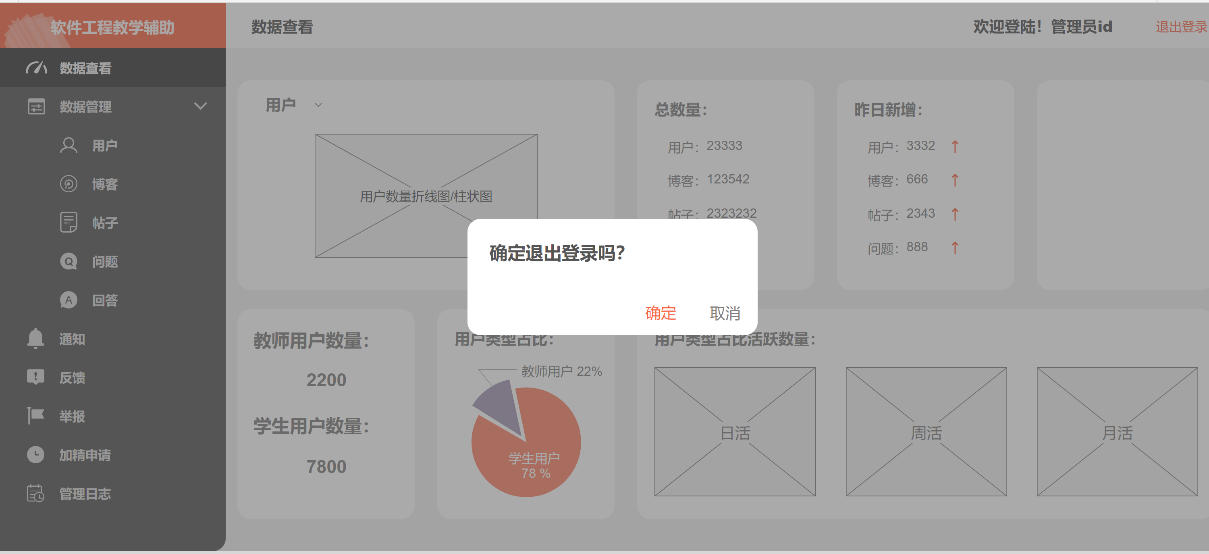 软件工程教学辅助
数据查看
欢迎登陆！管理员id
退出登录
数据查看
数据管理
用户
博客
帖子
问题
回答
通知
反馈
举报
加精申请
管理日志
用户
用户数量折线图/柱状图
总数量：
用户：23333
博客：123542
帖子：2323232
昨日新增：
用户：3332 ↑
博客：666 ↑
帖子：2343 ↑
问题：888 ↑
确定退出登录吗？
确定 取消
教师用户数量：
2200
学生用户数量：
7800
用户类型占比：
教师用户 22%
学生用户
78 %
用户类型占比活跃数量：
日活
周活
月活